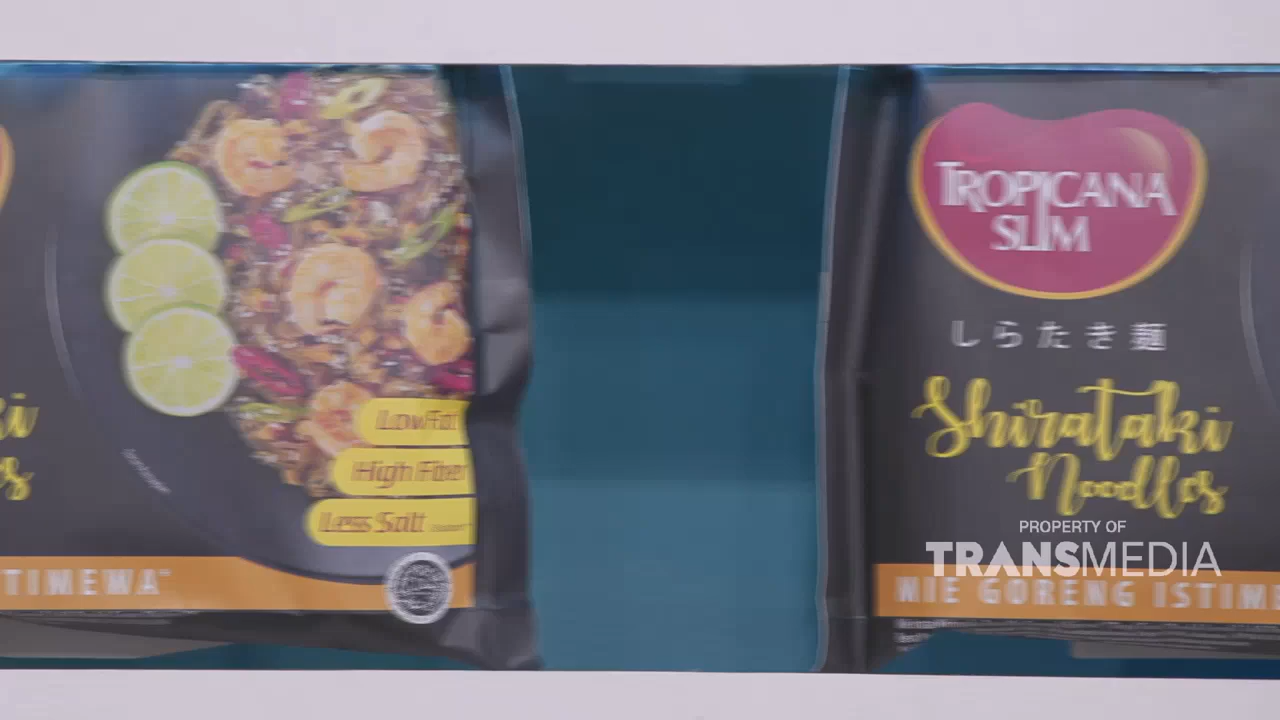 Low Fat
High Fiber
Less Salt
TIMEWA
TROPICANA
SLIM
しらたき麺
Shirataki
Noodles
PROPERTY OF
TRANSMEDIA
MIE GORENG ISTIM